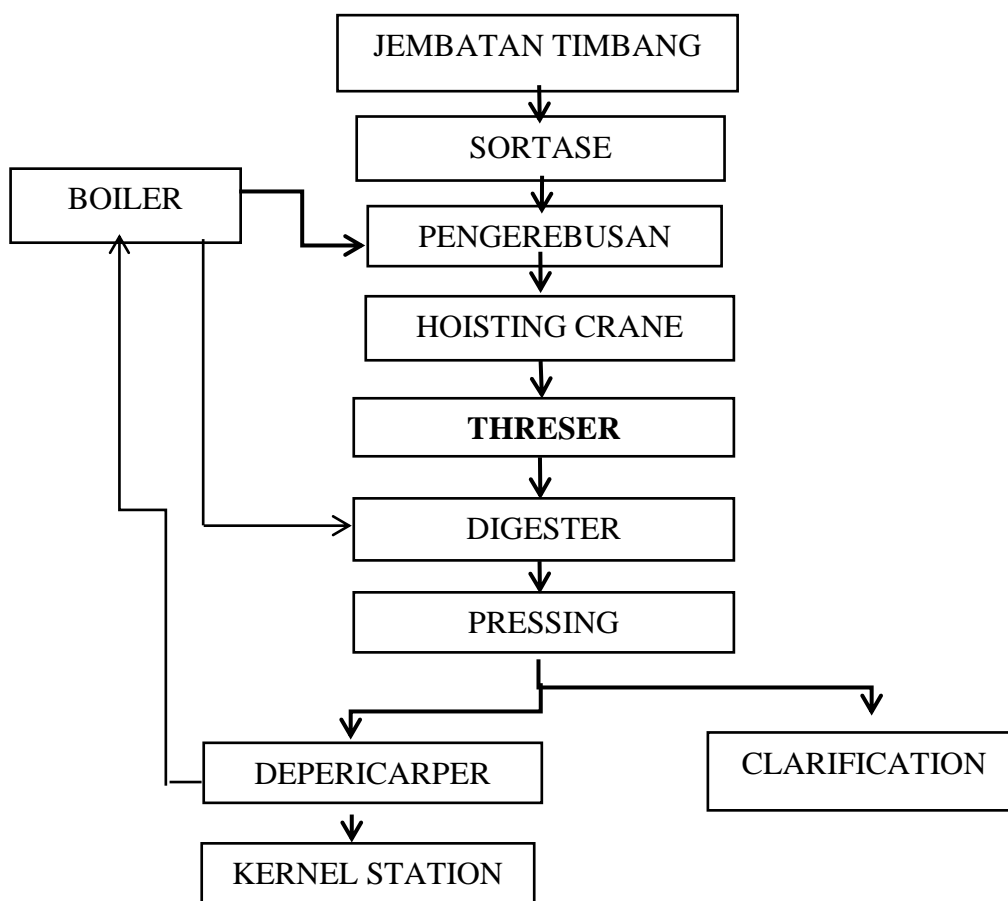 JEMBATAN TIMBANG
SORTASE
BOILER
PENGEREBUSAN
HOISTING CRANE
THRESER
DIGESTER
PRESSING
DEPERICARPER
CLARIFICATION
KERNEL STATION